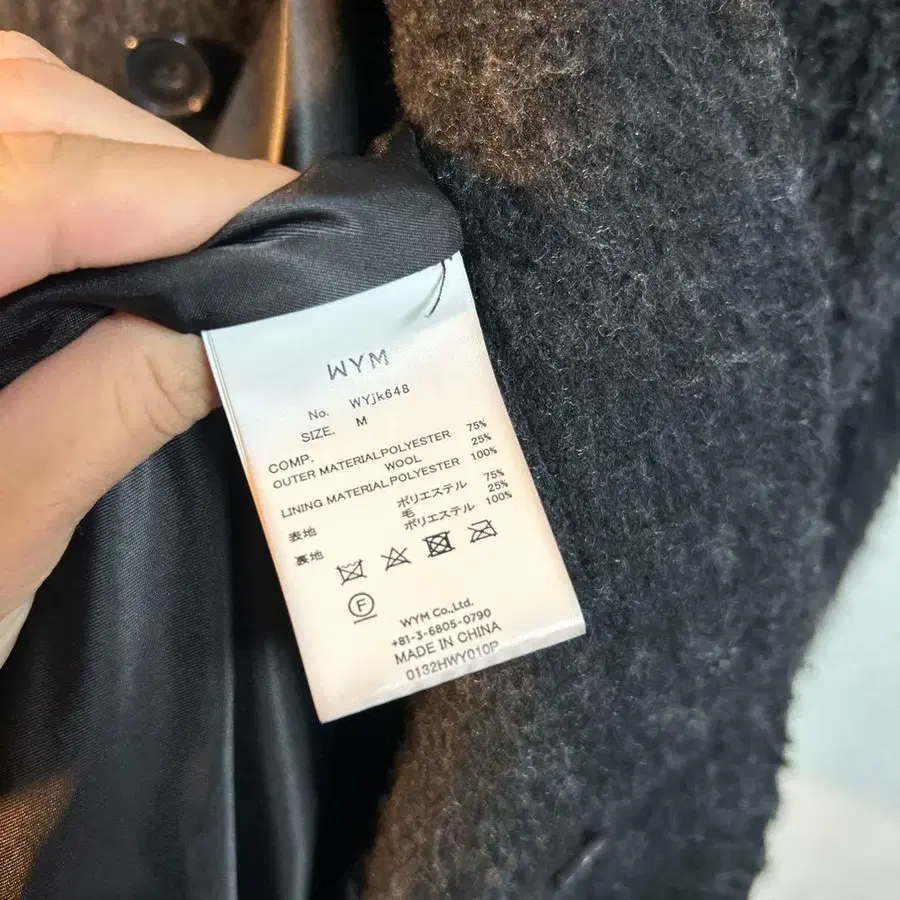 WYM
No. WYjk648
SIZE. M
COMP.
OUTER MATERIAL POLYESTER 75%
WOOL 25%
LINING MATERIAL POLYESTER 100%
表地 ポリエステル 75%
毛 25%
裏地 ポリエステル 100%
F
WYM Co.,Ltd.
+81-3-6805-0790
MADE IN CHINA
0132HWY010P